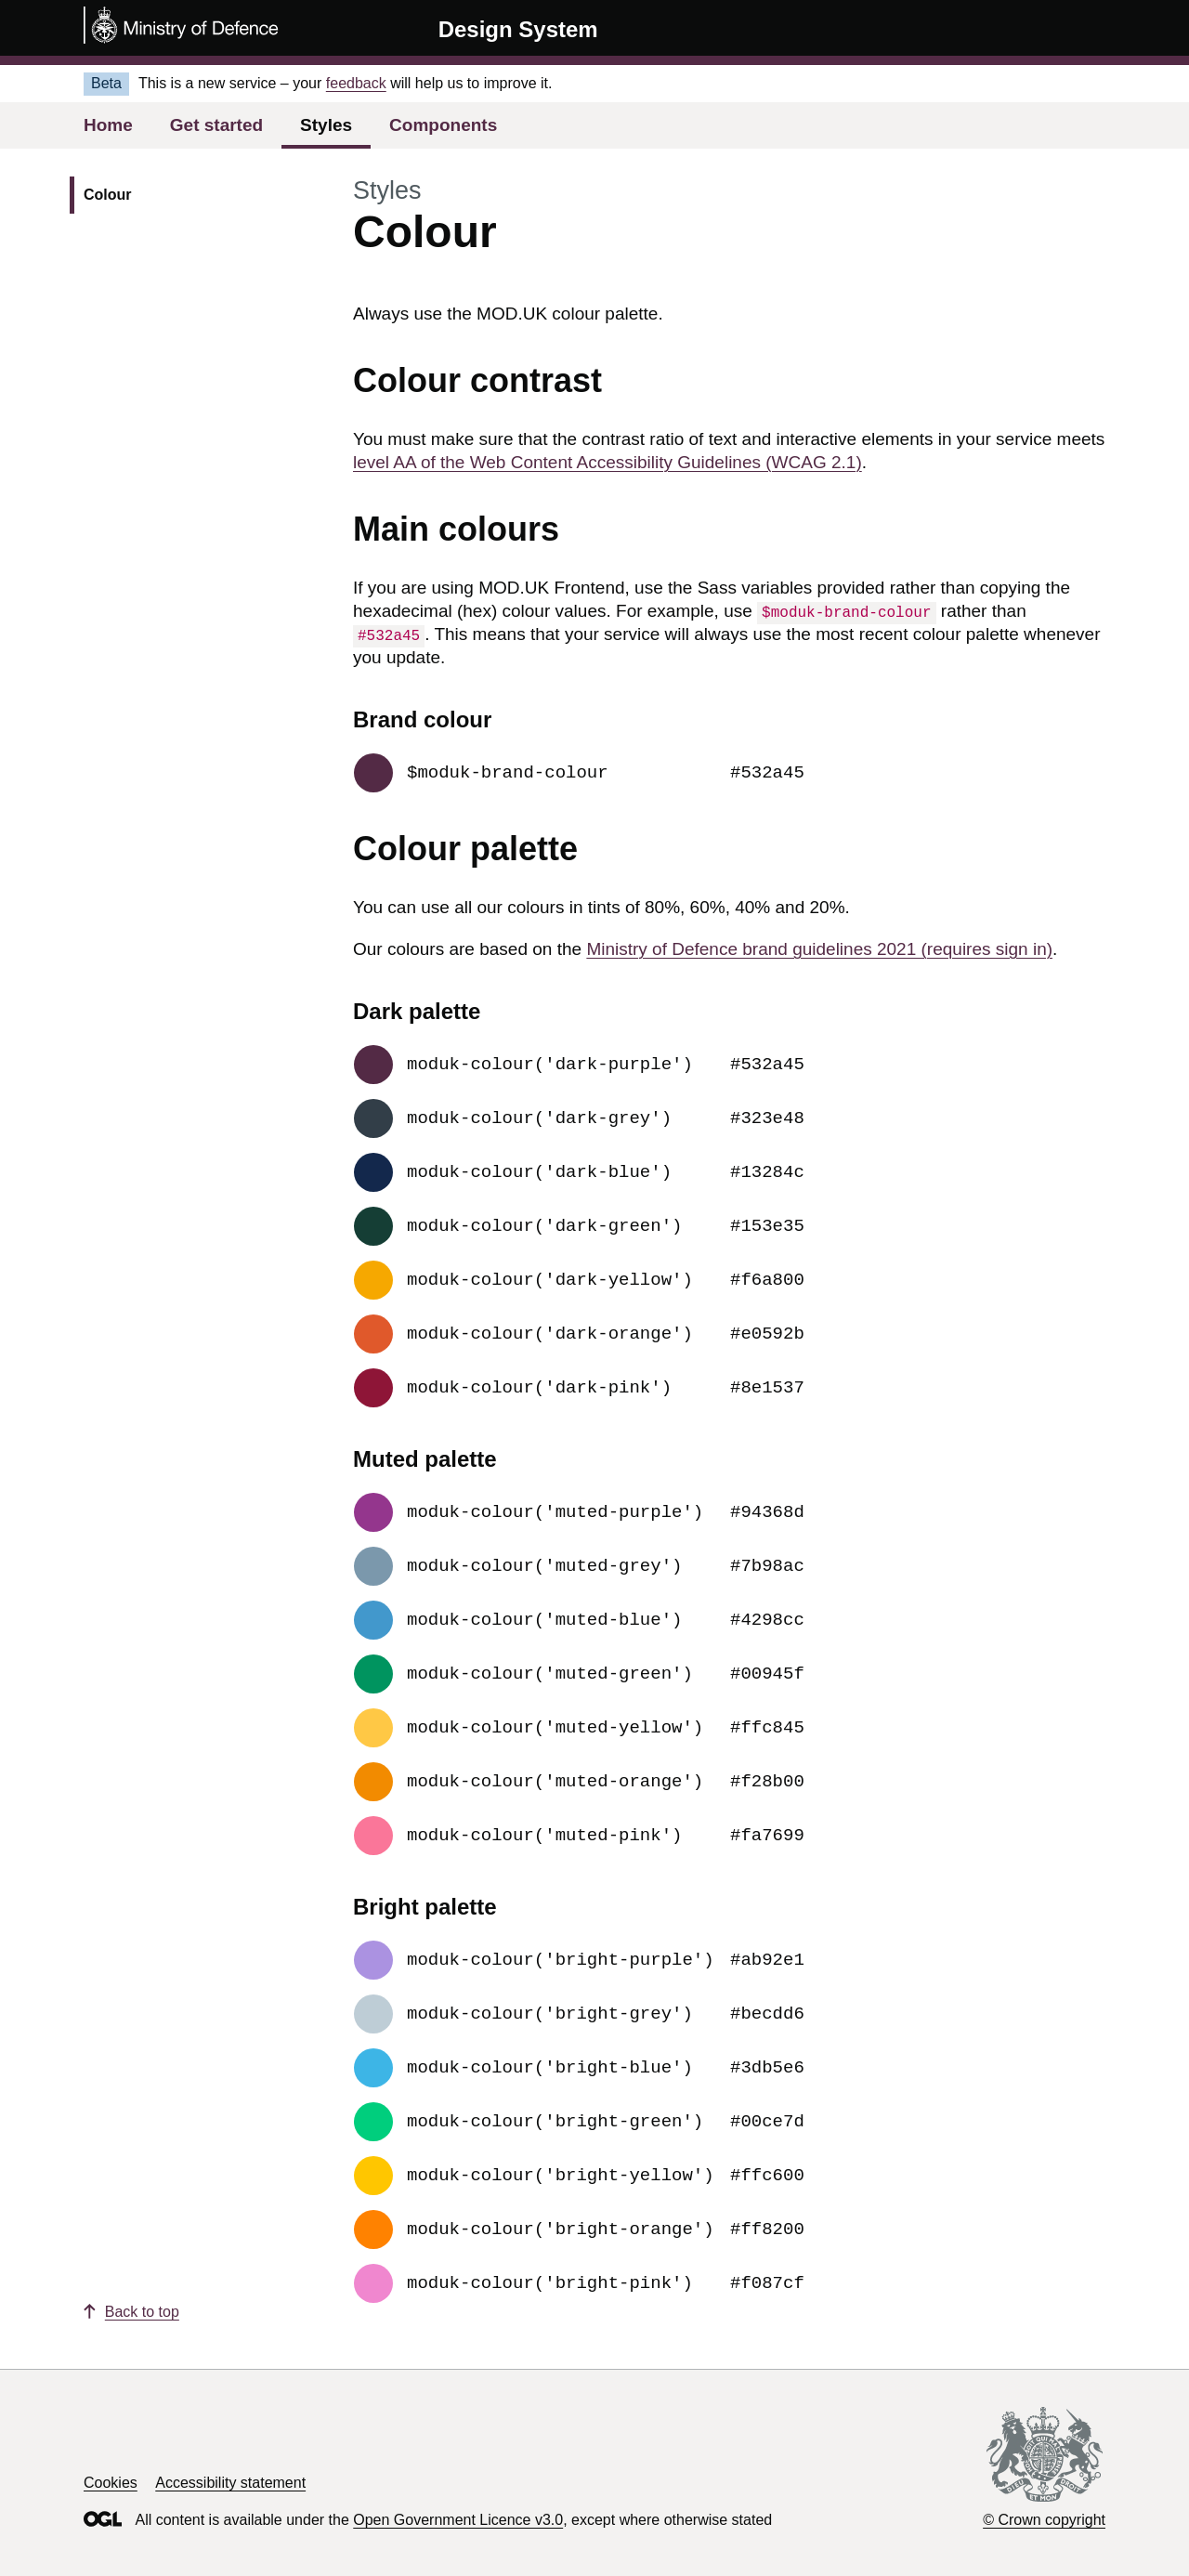 Ministry of Defence
Design System
Beta This is a new service – your feedback will help us to improve it.
Home Get started Styles Components
Colour
Styles
Colour
Always use the MOD.UK colour palette.
Colour contrast
You must make sure that the contrast ratio of text and interactive elements in your service meets
level AA of the Web Content Accessibility Guidelines (WCAG 2.1).
Main colours
If you are using MOD.UK Frontend, use the Sass variables provided rather than copying the
hexadecimal (hex) colour values. For example, use $moduk-brand-colour rather than
#532a45. This means that your service will always use the most recent colour palette whenever
you update.
Brand colour
$moduk-brand-colour #532a45
Colour palette
You can use all our colours in tints of 80%, 60%, 40% and 20%.
Our colours are based on the Ministry of Defence brand guidelines 2021 (requires sign in).
Dark palette
moduk-colour('dark-purple') #532a45
moduk-colour('dark-grey') #323e48
moduk-colour('dark-blue') #13284c
moduk-colour('dark-green') #153e35
moduk-colour('dark-yellow') #f6a800
moduk-colour('dark-orange') #e0592b
moduk-colour('dark-pink') #8e1537
Muted palette
moduk-colour('muted-purple') #94368d
moduk-colour('muted-grey') #7b98ac
moduk-colour('muted-blue') #4298cc
moduk-colour('muted-green') #00945f
moduk-colour('muted-yellow') #ffc845
moduk-colour('muted-orange') #f28b00
moduk-colour('muted-pink') #fa7699
Bright palette
moduk-colour('bright-purple') #ab92e1
moduk-colour('bright-grey') #becdd6
moduk-colour('bright-blue') #3db5e6
moduk-colour('bright-green') #00ce7d
moduk-colour('bright-yellow') #ffc600
moduk-colour('bright-orange') #ff8200
moduk-colour('bright-pink') #f087cf
Back to top
Cookies Accessibility statement
OGL All content is available under the Open Government Licence v3.0, except where otherwise stated
DIEU ET MON DROIT
© Crown copyright